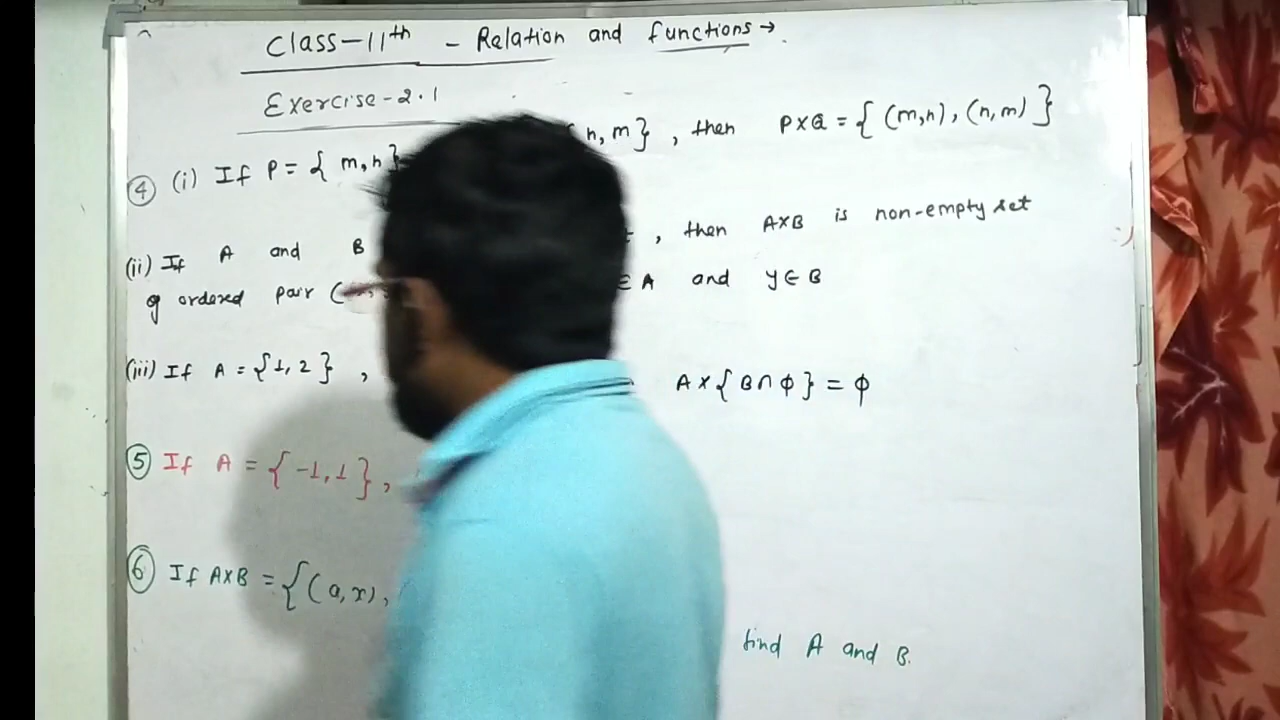 Class-11th - Relation and functions →.
Exercise-2.1
④ (i) If P = { m, n} n, m} , then P×Q = { (m,n), (n,m) }
(ii) If A and B , then A×B is non-empty set
of ordered pair ( ∈ A and y ∈ B
(iii) If A = {1, 2} , A × { B ∩ ϕ } = ϕ
⑤ If A = { -1, 1 } ,
⑥ If A×B = {(a, x),
find A and B.